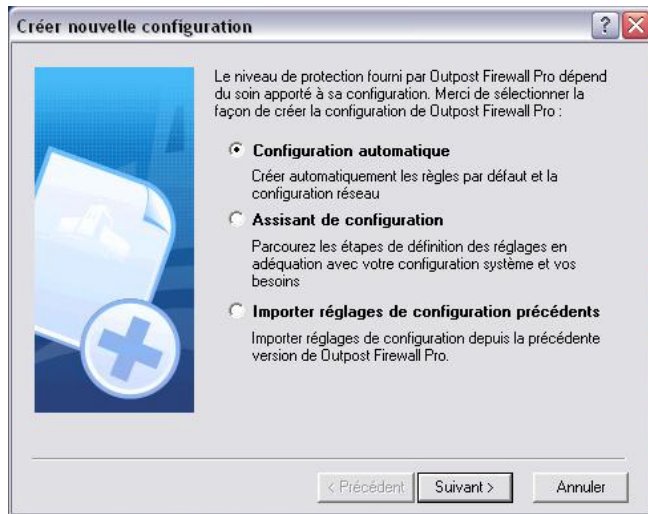 Créer nouvelle configuration
Le niveau de protection fourni par Outpost Firewall Pro dépend
du soin apporté à sa configuration. Merci de sélectionner la
façon de créer la configuration de Outpost Firewall Pro :
Configuration automatique
Créer automatiquement les règles par défaut et la
configuration réseau
Assisant de configuration
Parcourez les étapes de définition des réglages en
adéquation avec votre configuration système et vos
besoins
Importer réglages de configuration précédents
Importer réglages de configuration depuis la précédente
version de Outpost Firewall Pro.
< Précédent Suivant > Annuler